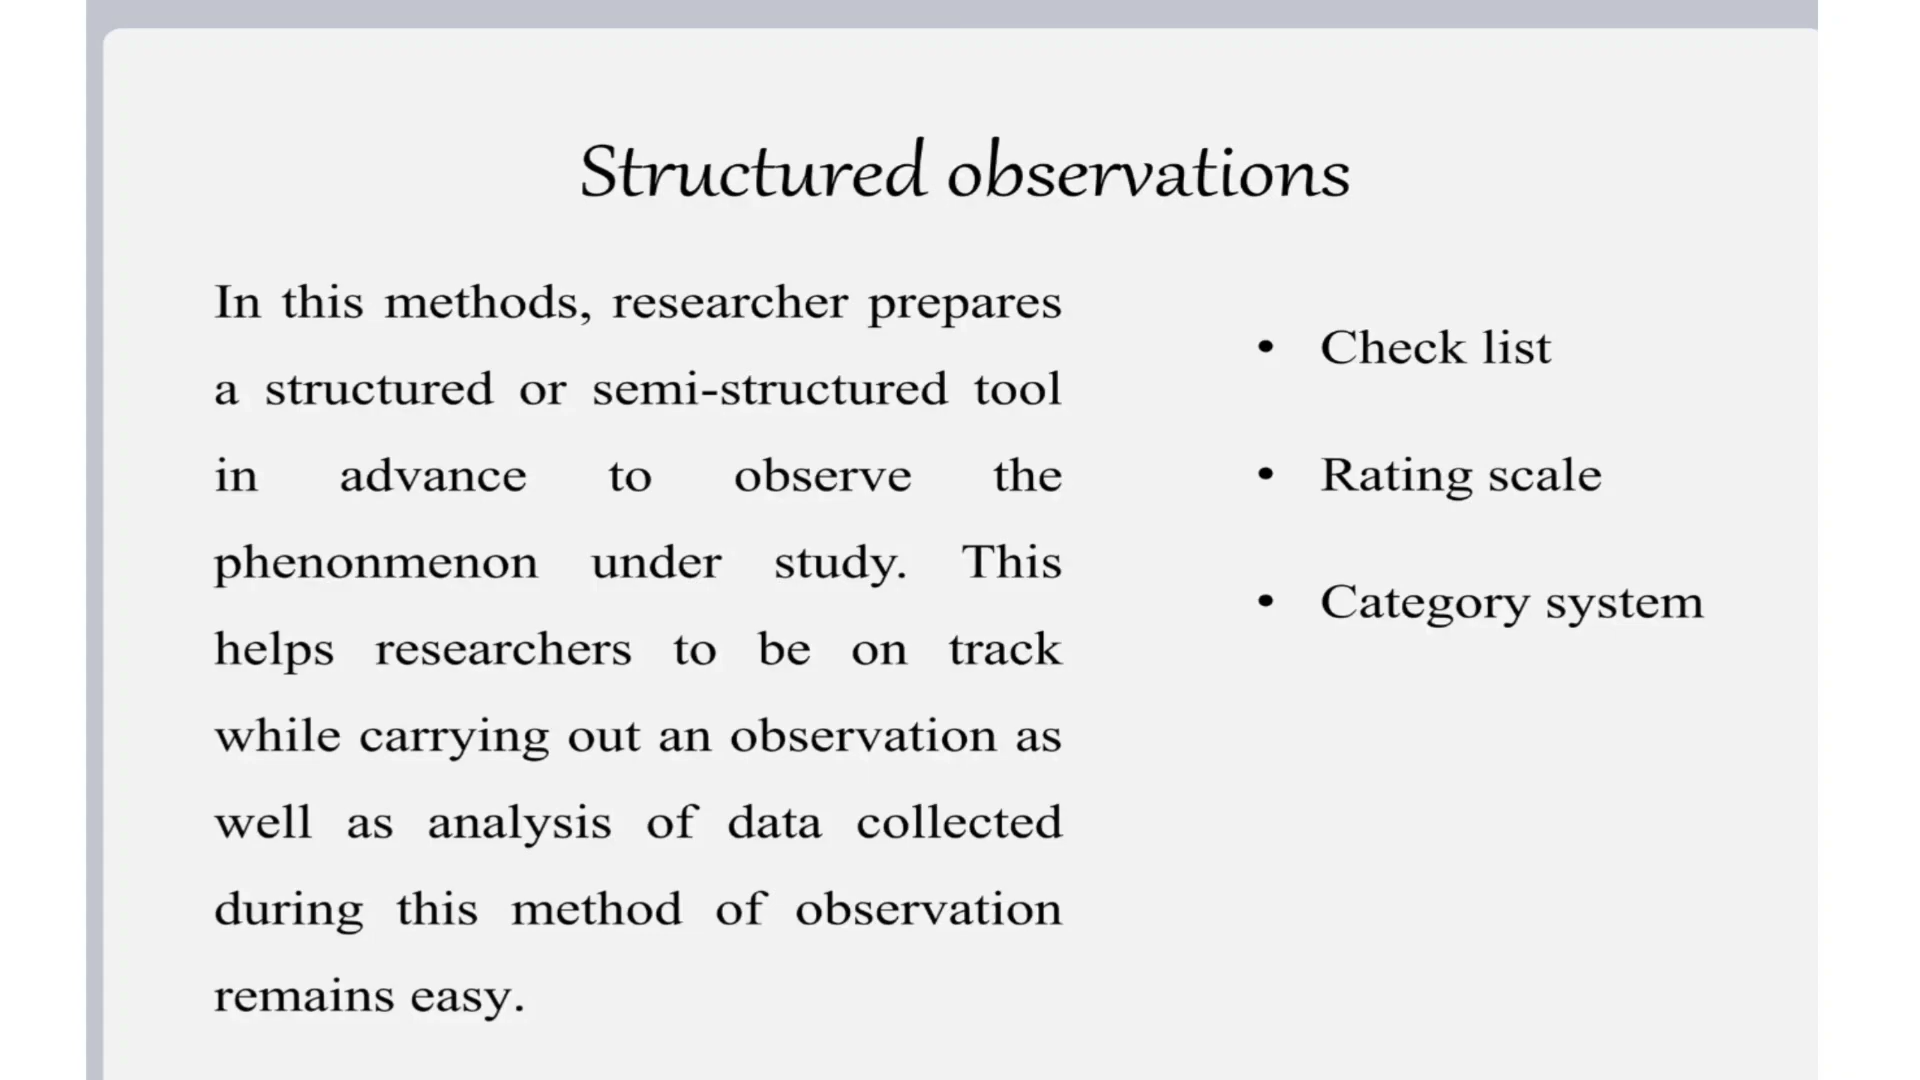 Structured observations
In this methods, researcher prepares
a structured or semi-structured tool
in advance to observe the
phenonmenon under study. This
helps researchers to be on track
while carrying out an observation as
well as analysis of data collected
during this method of observation
remains easy.
• Check list
• Rating scale
• Category system